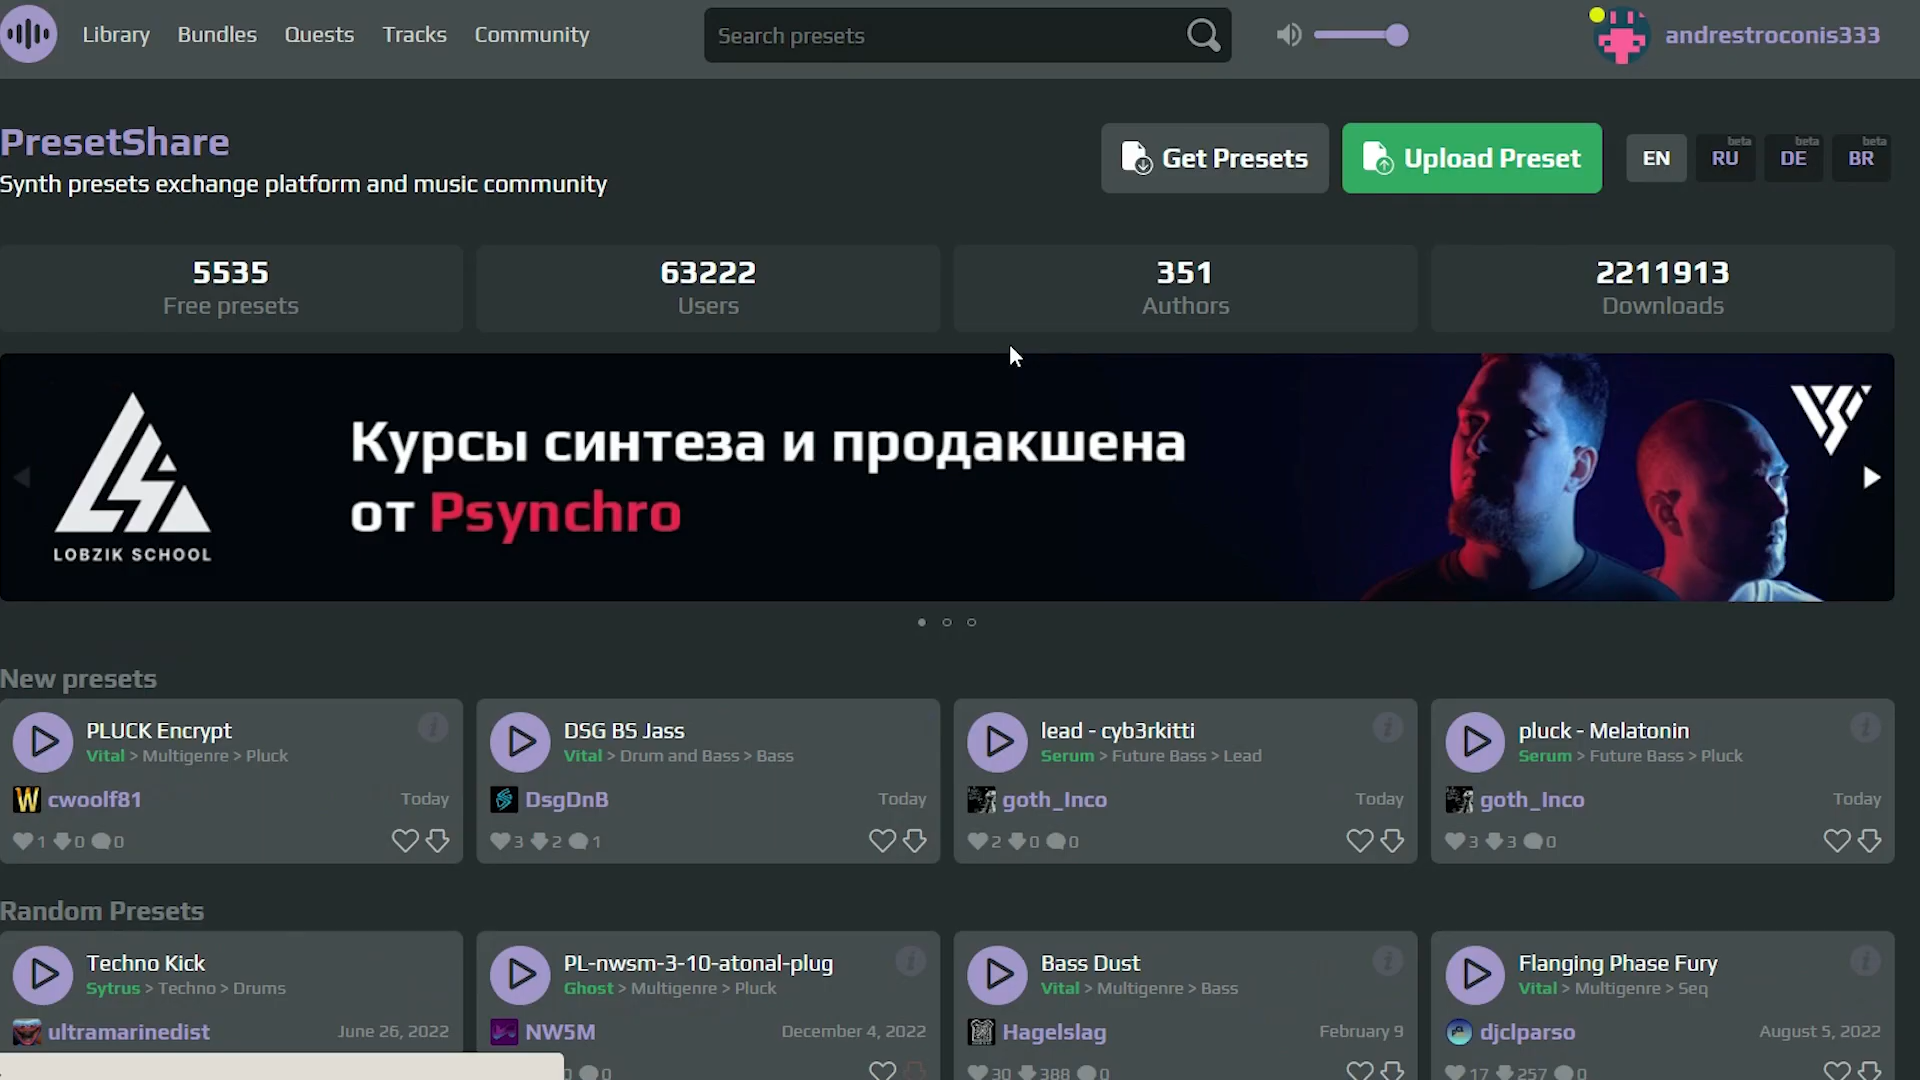 Library Bundles Quests Tracks Community
Search presets
andrestroconis333
PresetShare
Synth presets exchange platform and music community
Get Presets
Upload Preset
EN
RU beta
DE beta
BR beta
5535
Free presets
63222
Users
351
Authors
2211913
Downloads
LOBZIK SCHOOL
Курсы синтеза и продакшена
от Psynchro
New presets
PLUCK Encrypt
Vital > Multigenre > Pluck
cwoolf81 Today
1 0 0
DSG BS Jass
Vital > Drum and Bass > Bass
DsgDnB Today
3 2 1
lead - cyb3rkitti
Serum > Future Bass > Lead
goth_Inco Today
2 0 0
pluck - Melatonin
Serum > Future Bass > Pluck
goth_Inco Today
3 3 0
Random Presets
Techno Kick
Sytrus > Techno > Drums
ultramarinedist June 26, 2022
PL-nwsm-3-10-atonal-plug
Ghost > Multigenre > Pluck
NW5M December 4, 2022
0 0
Bass Dust
Vital > Multigenre > Bass
Hagelslag February 9
30 388 0
Flanging Phase Fury
Vital > Multigenre > Seq
djclparso August 5, 2022
17 257 0